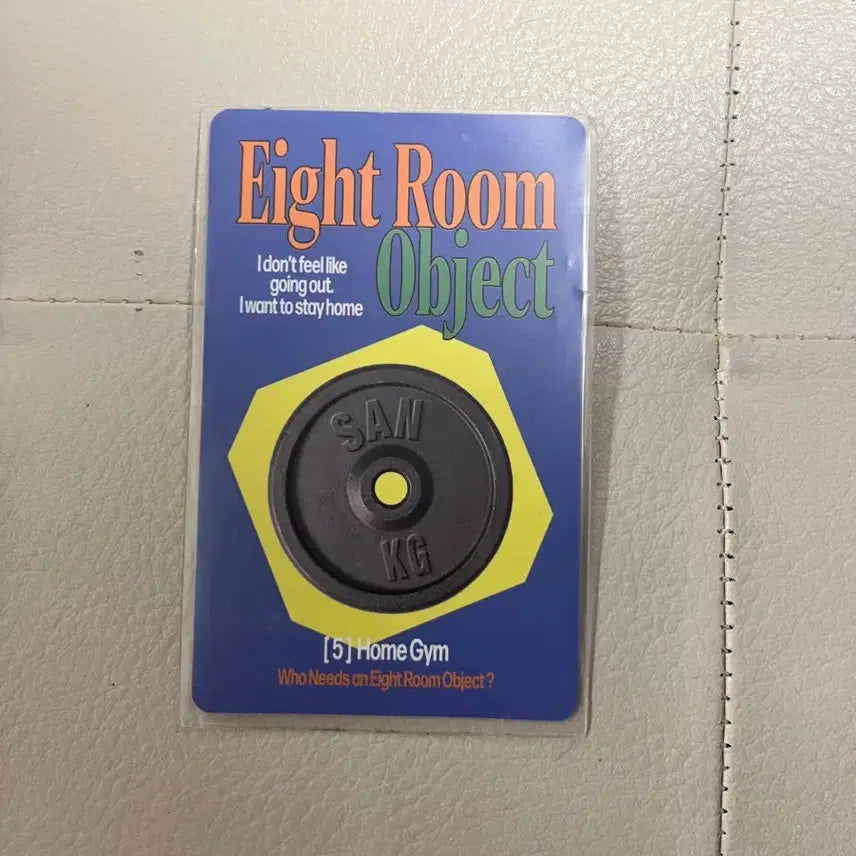 Eight Room
Object
I don't feel like
going out.
I want to stay home
SAN
KG
[5] Home Gym
Who Needs an Eight Room Object?